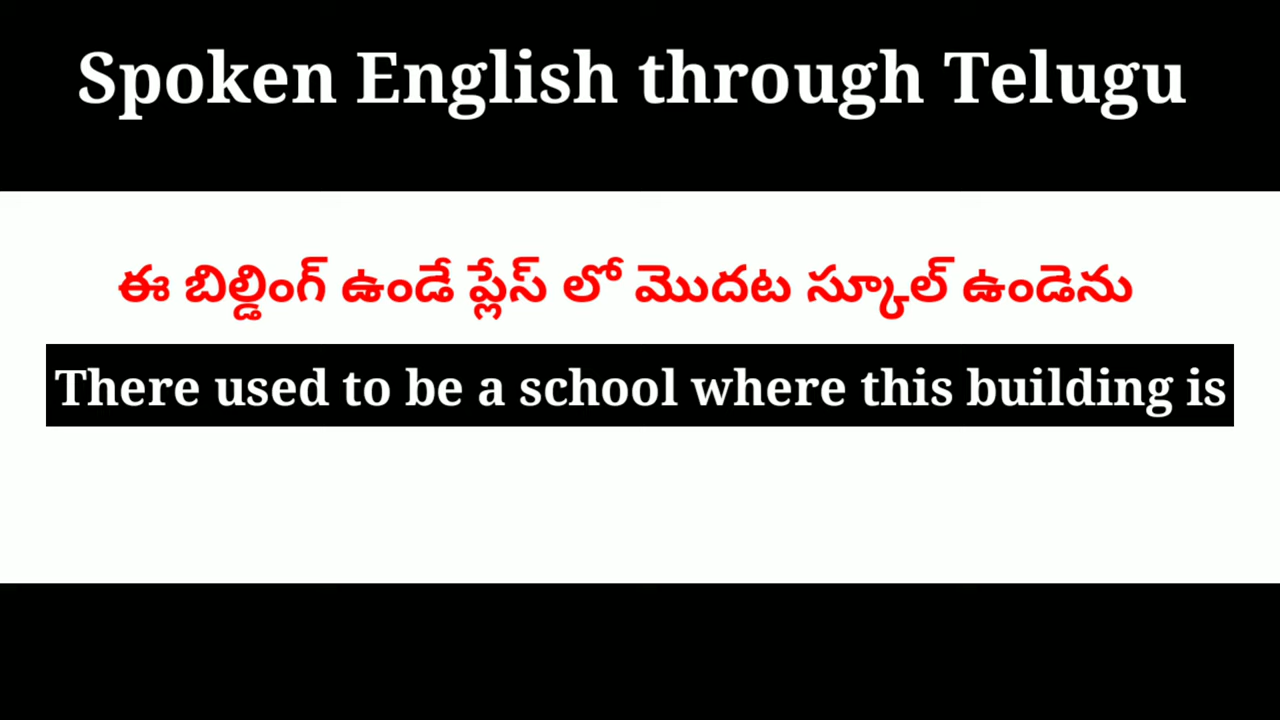 Spoken English through Telugu
ఈ బిల్డింగ్ ఉండే ప్లేస్ లో మొదట స్కూల్ ఉండెను
There used to be a school where this building is